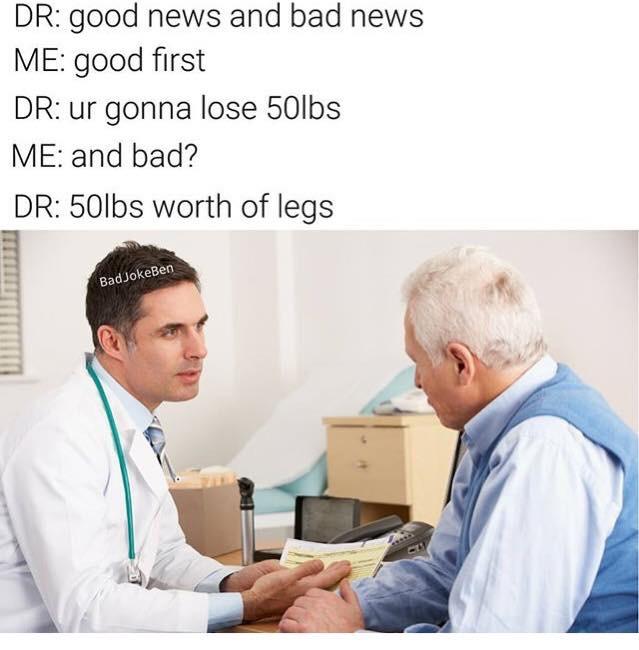 DR: good news and bad news
ME: good first
DR: ur gonna lose 50lbs
ME: and bad?
DR: 50lbs worth of legs
BadJokeBen